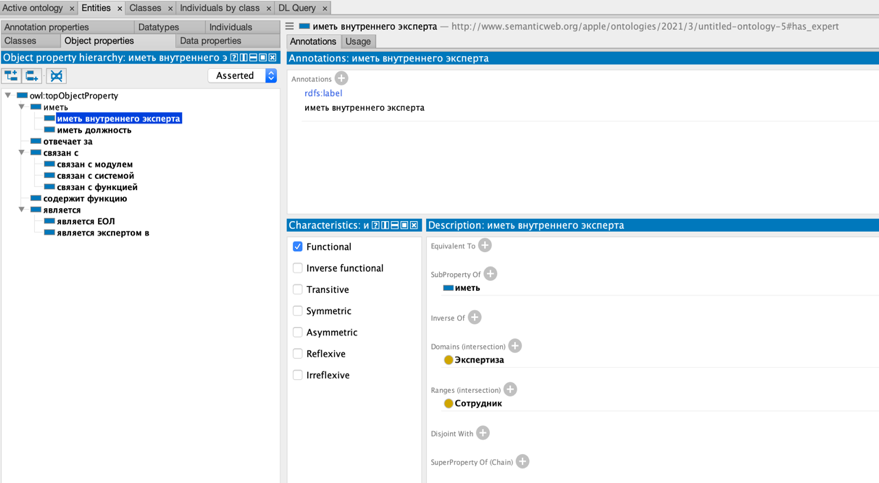 Active ontology × Entities × Classes × Individuals by class × DL Query ×
Annotation properties Datatypes Individuals
Classes Object properties Data properties
Object property hierarchy: иметь внутреннего э
Asserted
owl:topObjectProperty
иметь
иметь внутреннего эксперта
иметь должность
отвечает за
связан с
связан с модулем
связан с системой
связан с функцией
содержит функцию
является
является ЕОЛ
является экспертом в
иметь внутреннего эксперта — http://www.semanticweb.org/apple/ontologies/2021/3/untitled-ontology-5#has_expert
Annotations Usage
Annotations: иметь внутреннего эксперта
Annotations
rdfs:label
иметь внутреннего эксперта
Characteristics: и
Functional
Inverse functional
Transitive
Symmetric
Asymmetric
Reflexive
Irreflexive
Description: иметь внутреннего эксперта
Equivalent To
SubProperty Of
иметь
Inverse Of
Domains (intersection)
Экспертиза
Ranges (intersection)
Сотрудник
Disjoint With
SuperProperty Of (Chain)